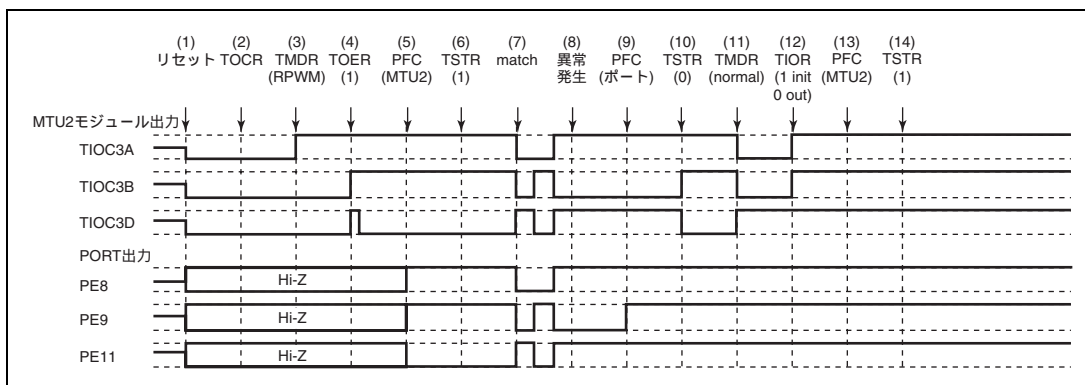 (1) (2) (3) (4) (5) (6) (7) (8) (9) (10) (11) (12) (13) (14)
リセット TOCR TMDR TOER PFC TSTR match 異常 PFC TSTR TMDR TIOR PFC TSTR
(RPWM) (1) (MTU2) (1) 発生 (ポート) (0) (normal) (1 init (MTU2) (1)
0 out)
MTU2モジュール出力
TIOC3A
TIOC3B
TIOC3D
PORT出力
PE8 Hi-Z
PE9 Hi-Z
PE11 Hi-Z